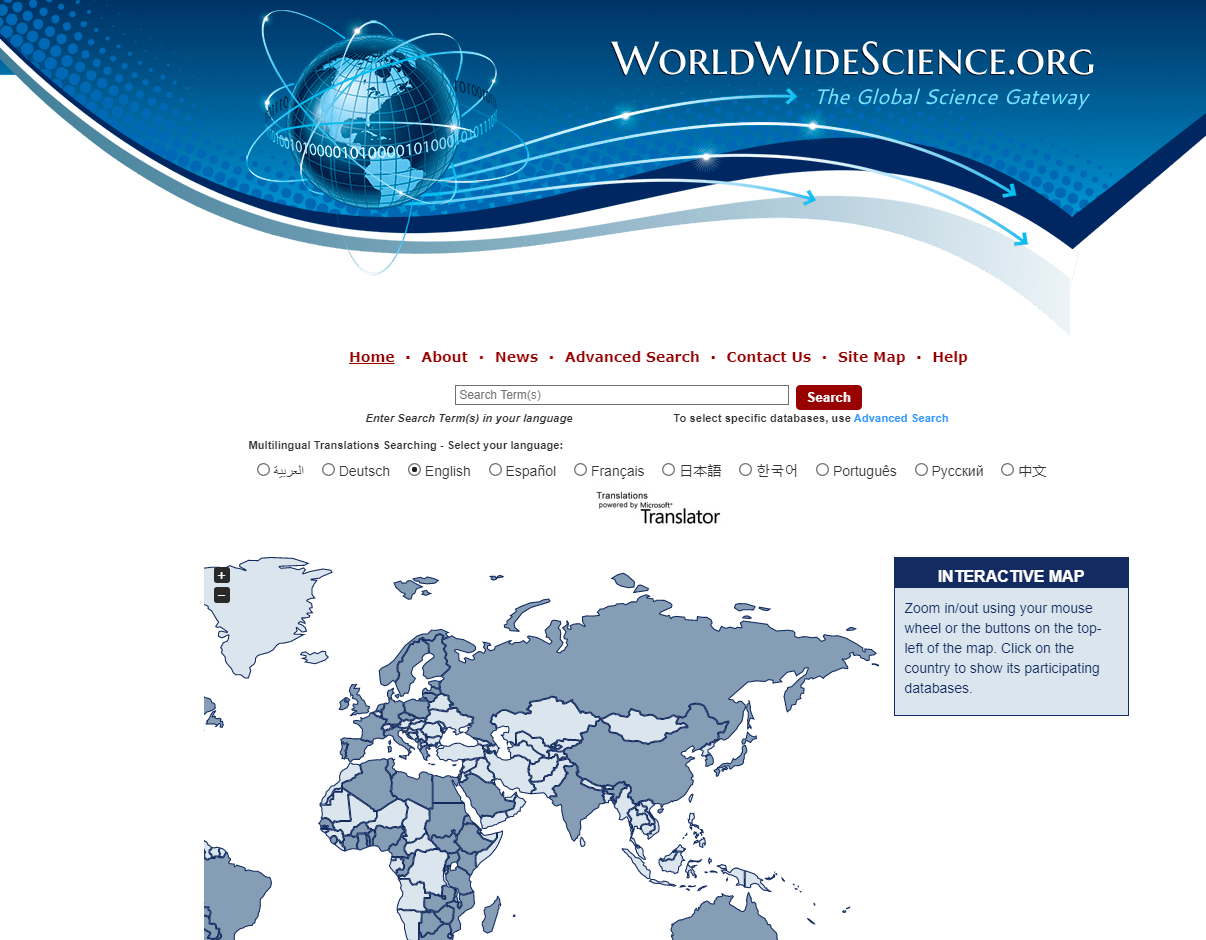 WorldWideScience.org
The Global Science Gateway
Home · About · News · Advanced Search · Contact Us · Site Map · Help
Search Term(s) Search
Enter Search Term(s) in your language To select specific databases, use Advanced Search
Multilingual Translations Searching - Select your language:
العربية Deutsch English Español Français 日本語 한국어 Português Русский 中文
Translations
powered by Microsoft®
Translator
+
−
INTERACTIVE MAP
Zoom in/out using your mouse
wheel or the buttons on the top-
left of the map. Click on the
country to show its participating
databases.